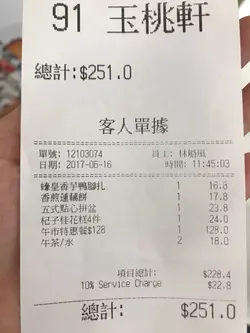 91 玉桃軒
總計:$251.0
客人單據
單號: 12103074 員工: 林順風
日期: 2017-06-16 時間: 11:45:03
蠔皇香芋鴨腳扎 1 16.8
香煎蓮藕餅 1 17.8
五式點心拼盆 1 23.8
杞子桂花糕4件 1 24.0
午市特惠餐$128 1 128.0
午茶/水 2 18.0
項目總計: $228.4
10% Service Charge $22.8
總計: $251.0